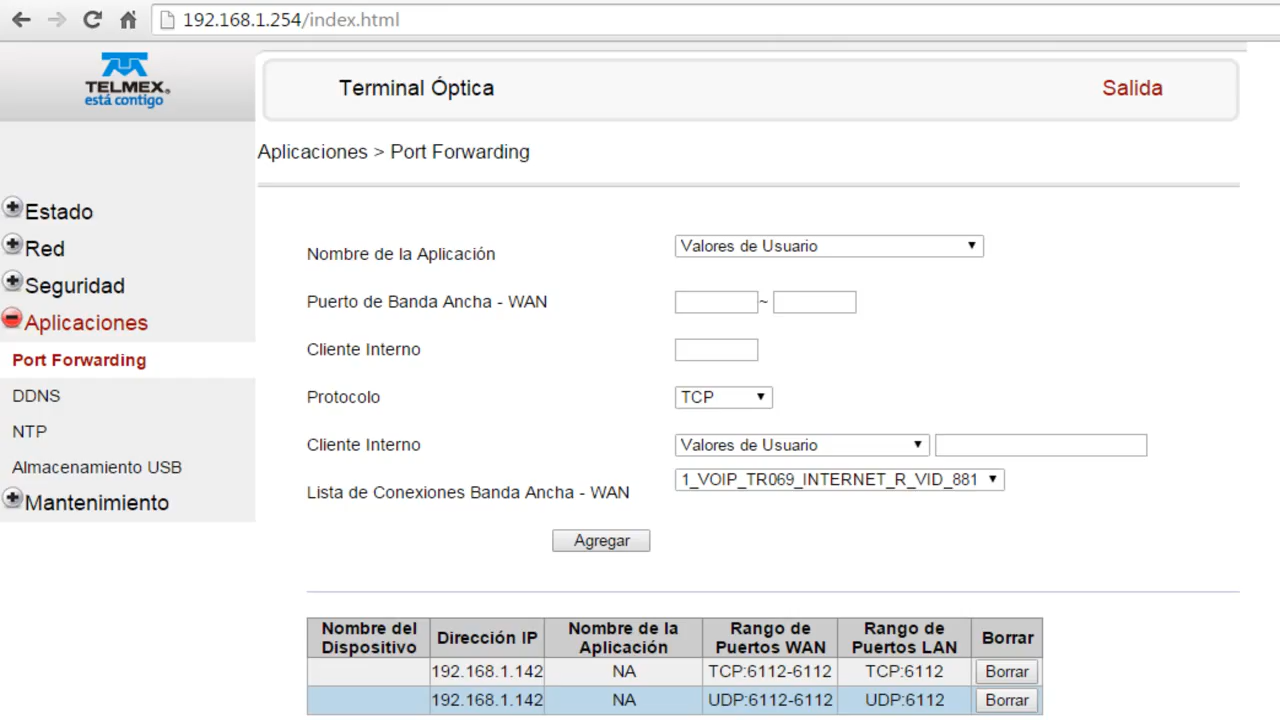 192.168.1.254/index.html
TELMEX
está contigo
Terminal Óptica
Salida
Aplicaciones > Port Forwarding
Estado
Red
Seguridad
Aplicaciones
Port Forwarding
DDNS
NTP
Almacenamiento USB
Mantenimiento
Nombre de la Aplicación Valores de Usuario
Puerto de Banda Ancha - WAN ~
Cliente Interno
Protocolo TCP
Cliente Interno Valores de Usuario
Lista de Conexiones Banda Ancha - WAN 1_VOIP_TR069_INTERNET_R_VID_881
Agregar
Nombre del Dispositivo Dirección IP Nombre de la Aplicación Rango de Puertos WAN Rango de Puertos LAN Borrar
192.168.1.142 NA TCP:6112-6112 TCP:6112 Borrar
192.168.1.142 NA UDP:6112-6112 UDP:6112 Borrar